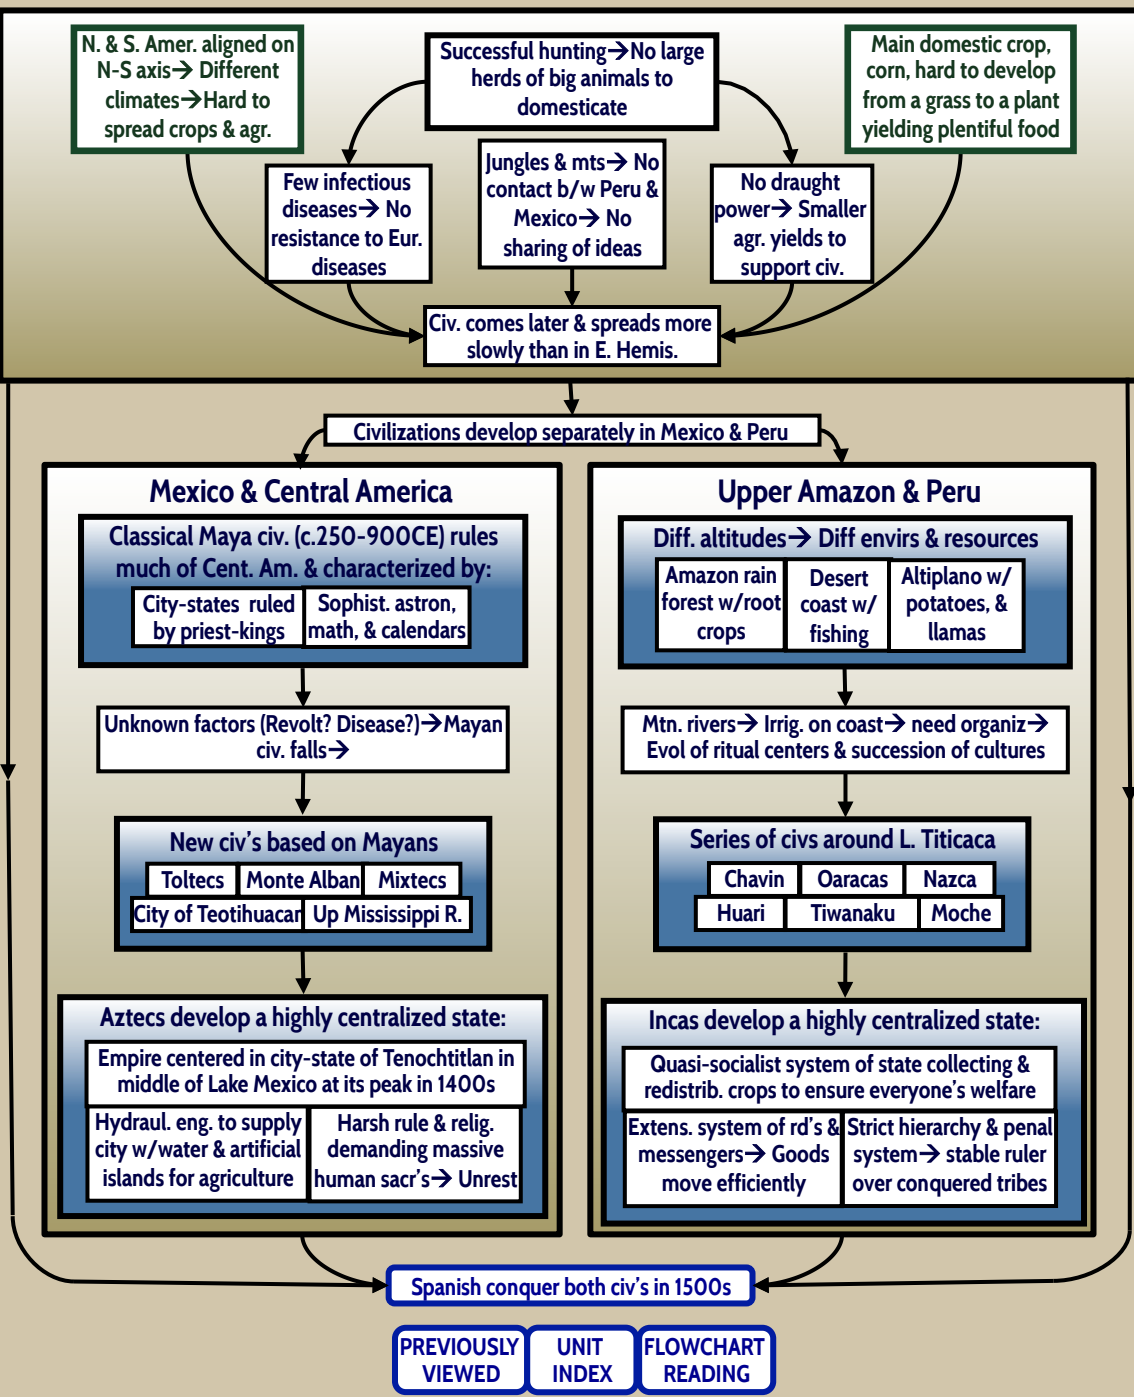 N. & S. Amer. aligned on
N-S axis→ Different
climates→Hard to
spread crops & agr.
Successful hunting→No large
herds of big animals to
domesticate
Main domestic crop,
corn, hard to develop
from a grass to a plant
yielding plentiful food
Few infectious
diseases→ No
resistance to Eur.
diseases
Jungles & mts→ No
contact b/w Peru &
Mexico→ No
sharing of ideas
No draught
power→ Smaller
agr. yields to
support civ.
Civ. comes later & spreads more
slowly than in E. Hemis.
Civilizations develop separately in Mexico & Peru
Mexico & Central America
Classical Maya civ. (c.250-900CE) rules
much of Cent. Am. & characterized by:
City-states ruled
by priest-kings
Sophist. astron,
math, & calendars
Unknown factors (Revolt? Disease?)→Mayan
civ. falls→
New civ's based on Mayans
Toltecs
Monte Alban
Mixtecs
City of Teotihuacan
Up Mississippi R.
Aztecs develop a highly centralized state:
Empire centered in city-state of Tenochtitlan in
middle of Lake Mexico at its peak in 1400s
Hydraul. eng. to supply
city w/water & artificial
islands for agriculture
Harsh rule & relig.
demanding massive
human sacr's→ Unrest
Upper Amazon & Peru
Diff. altitudes→ Diff envirs & resources
Amazon rain
forest w/root
crops
Desert
coast w/
fishing
Altiplano w/
potatoes, &
llamas
Mtn. rivers→ Irrig. on coast→ need organiz→
Evol of ritual centers & succession of cultures
Series of civs around L. Titicaca
Chavin
Oaracas
Nazca
Huari
Tiwanaku
Moche
Incas develop a highly centralized state:
Quasi-socialist system of state collecting &
redistrib. crops to ensure everyone's welfare
Extens. system of rd's &
messengers→ Goods
move efficiently
Strict hierarchy & penal
system→ stable ruler
over conquered tribes
Spanish conquer both civ's in 1500s
PREVIOUSLY
VIEWED
UNIT
INDEX
FLOWCHART
READING